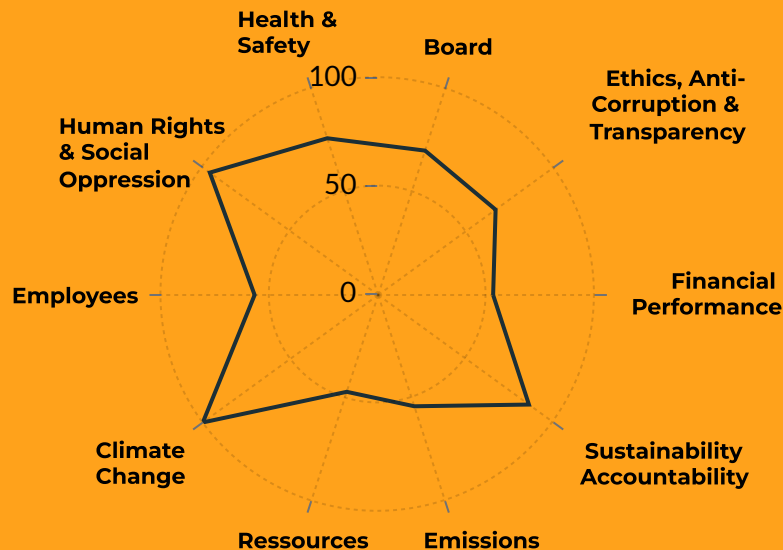 Health &
Safety
Board
100
Ethics, Anti-
Corruption &
Transparency
Human Rights
& Social
Oppression
50
Financial
Performance
0
Employees
Climate
Change
Sustainability
Accountability
Ressources
Emissions